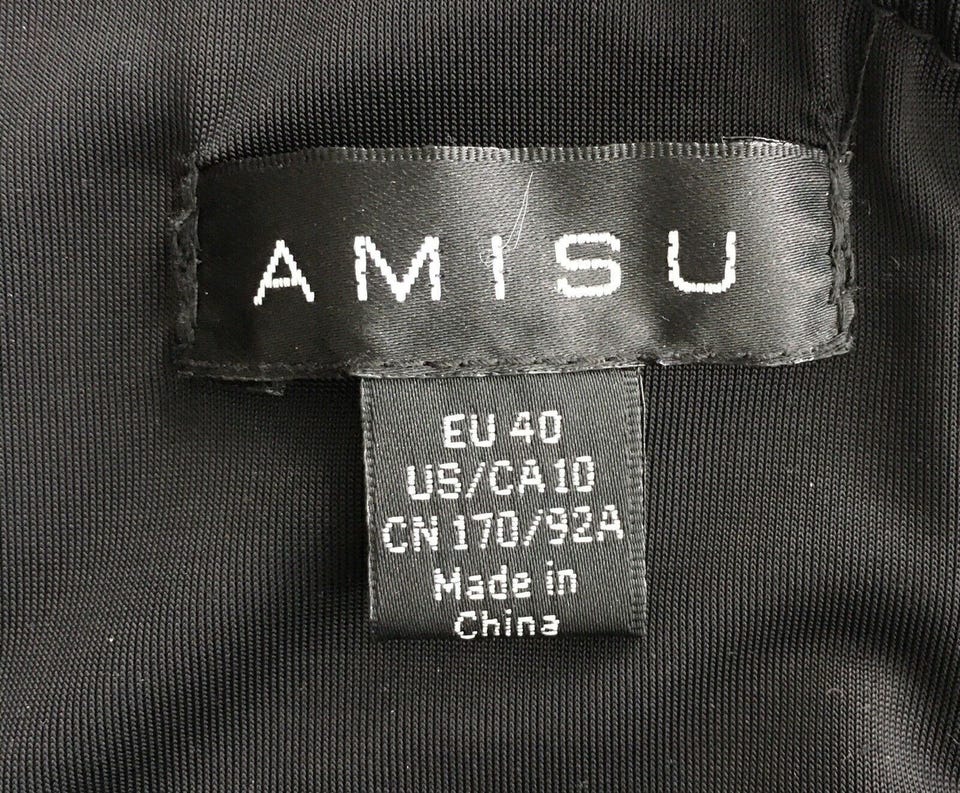 AMISU
EU 40
US/CA 10
CN 170/92A
Made in
China